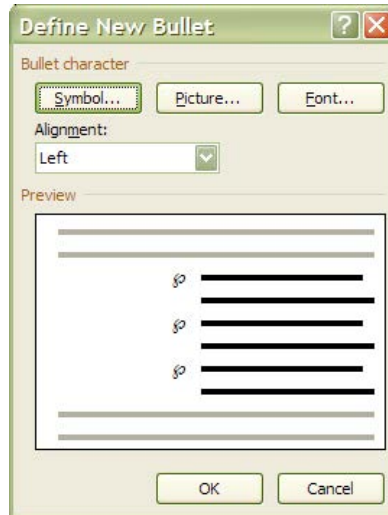 Define New Bullet
Bullet character
Symbol... Picture... Font...
Alignment:
Left
Preview
℘
℘
℘
OK Cancel